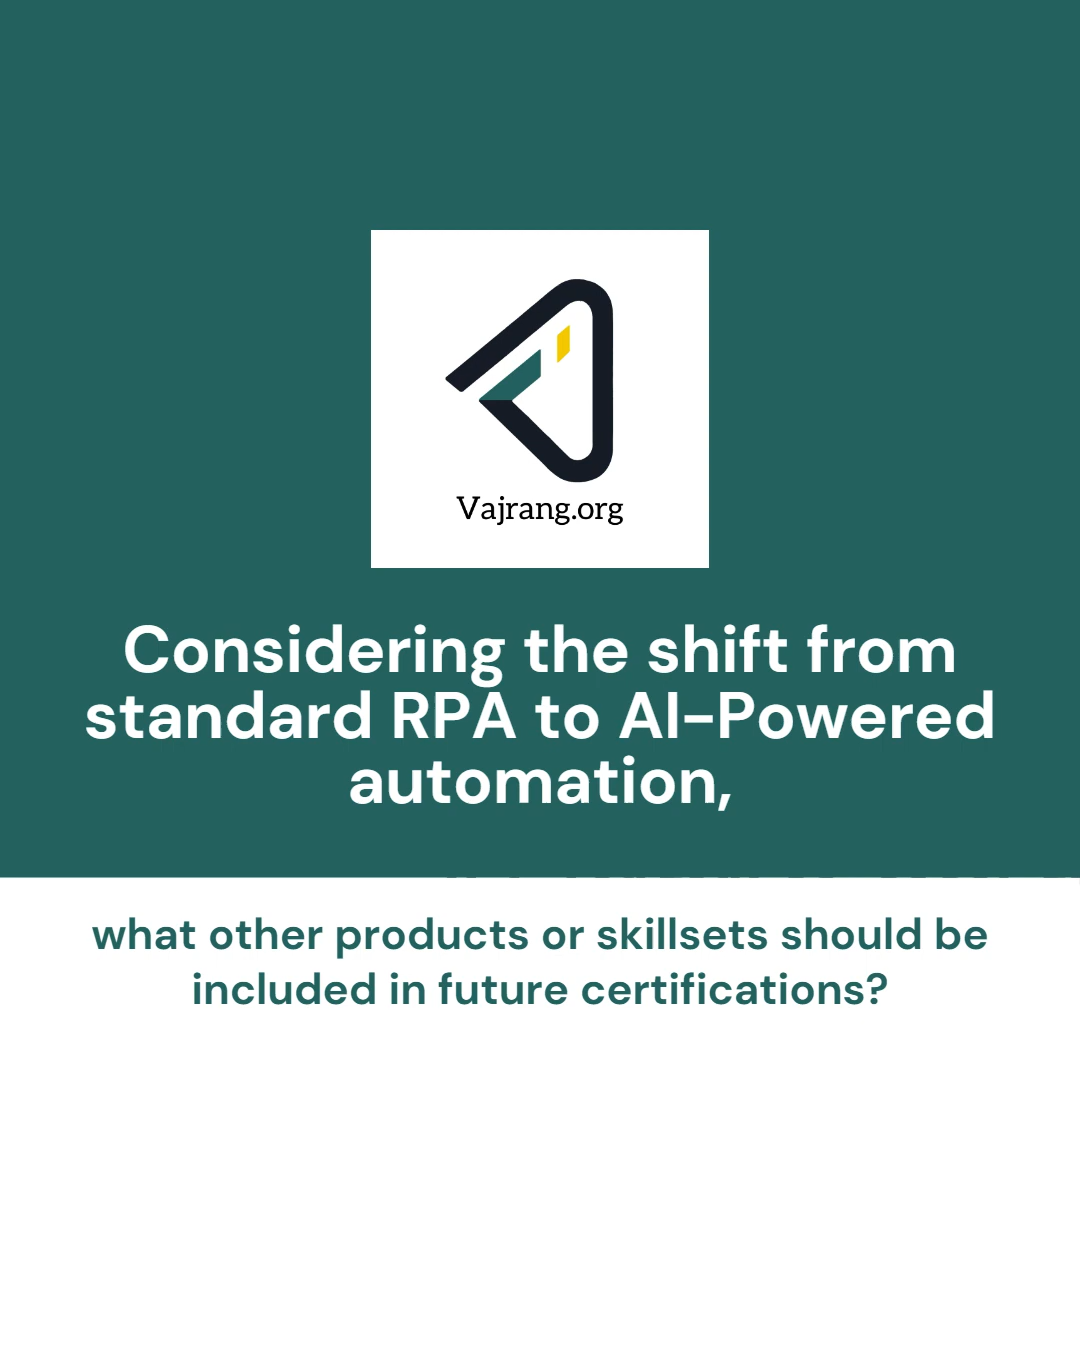 Vajrang.org
Considering the shift from
standard RPA to AI-Powered
automation,
what other products or skillsets should be
included in future certifications?